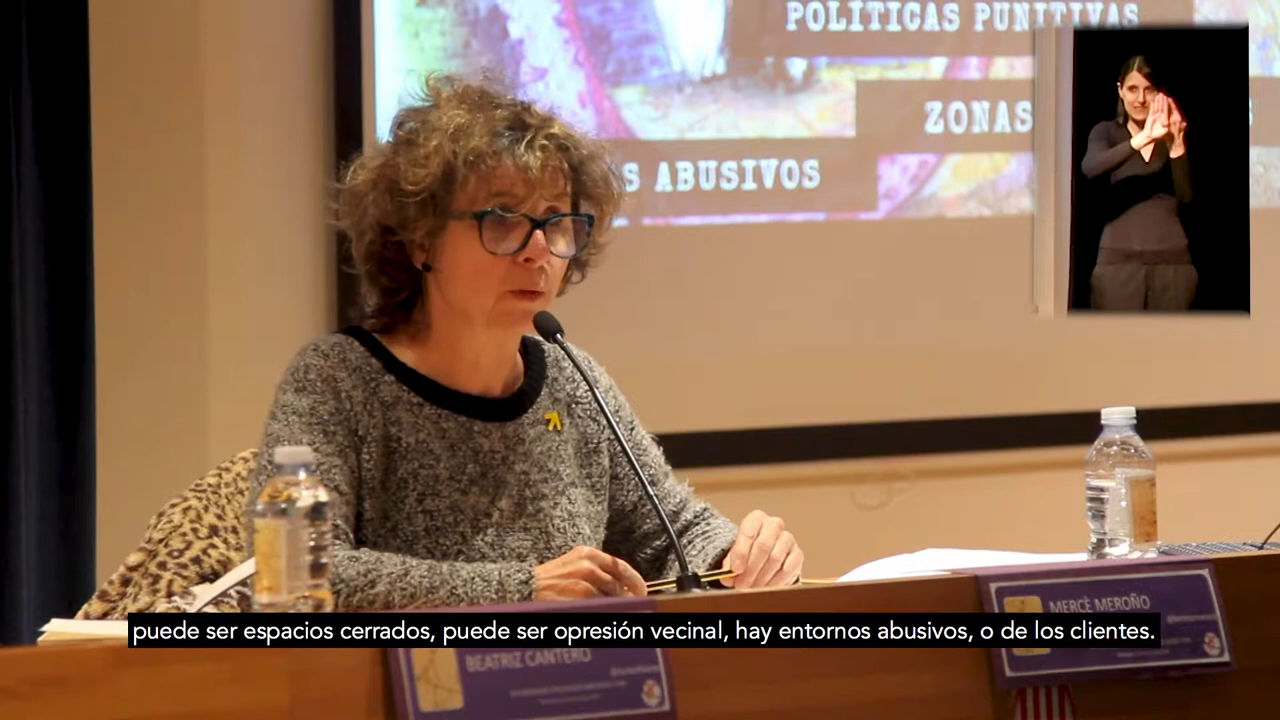 POLÍTICAS PUNITIVAS
ZONAS
S ABUSIVOS
MERCÈ MEROÑO
puede ser espacios cerrados, puede ser opresión vecinal, hay entornos abusivos, o de los clientes.
BEATRIZ CANTERO